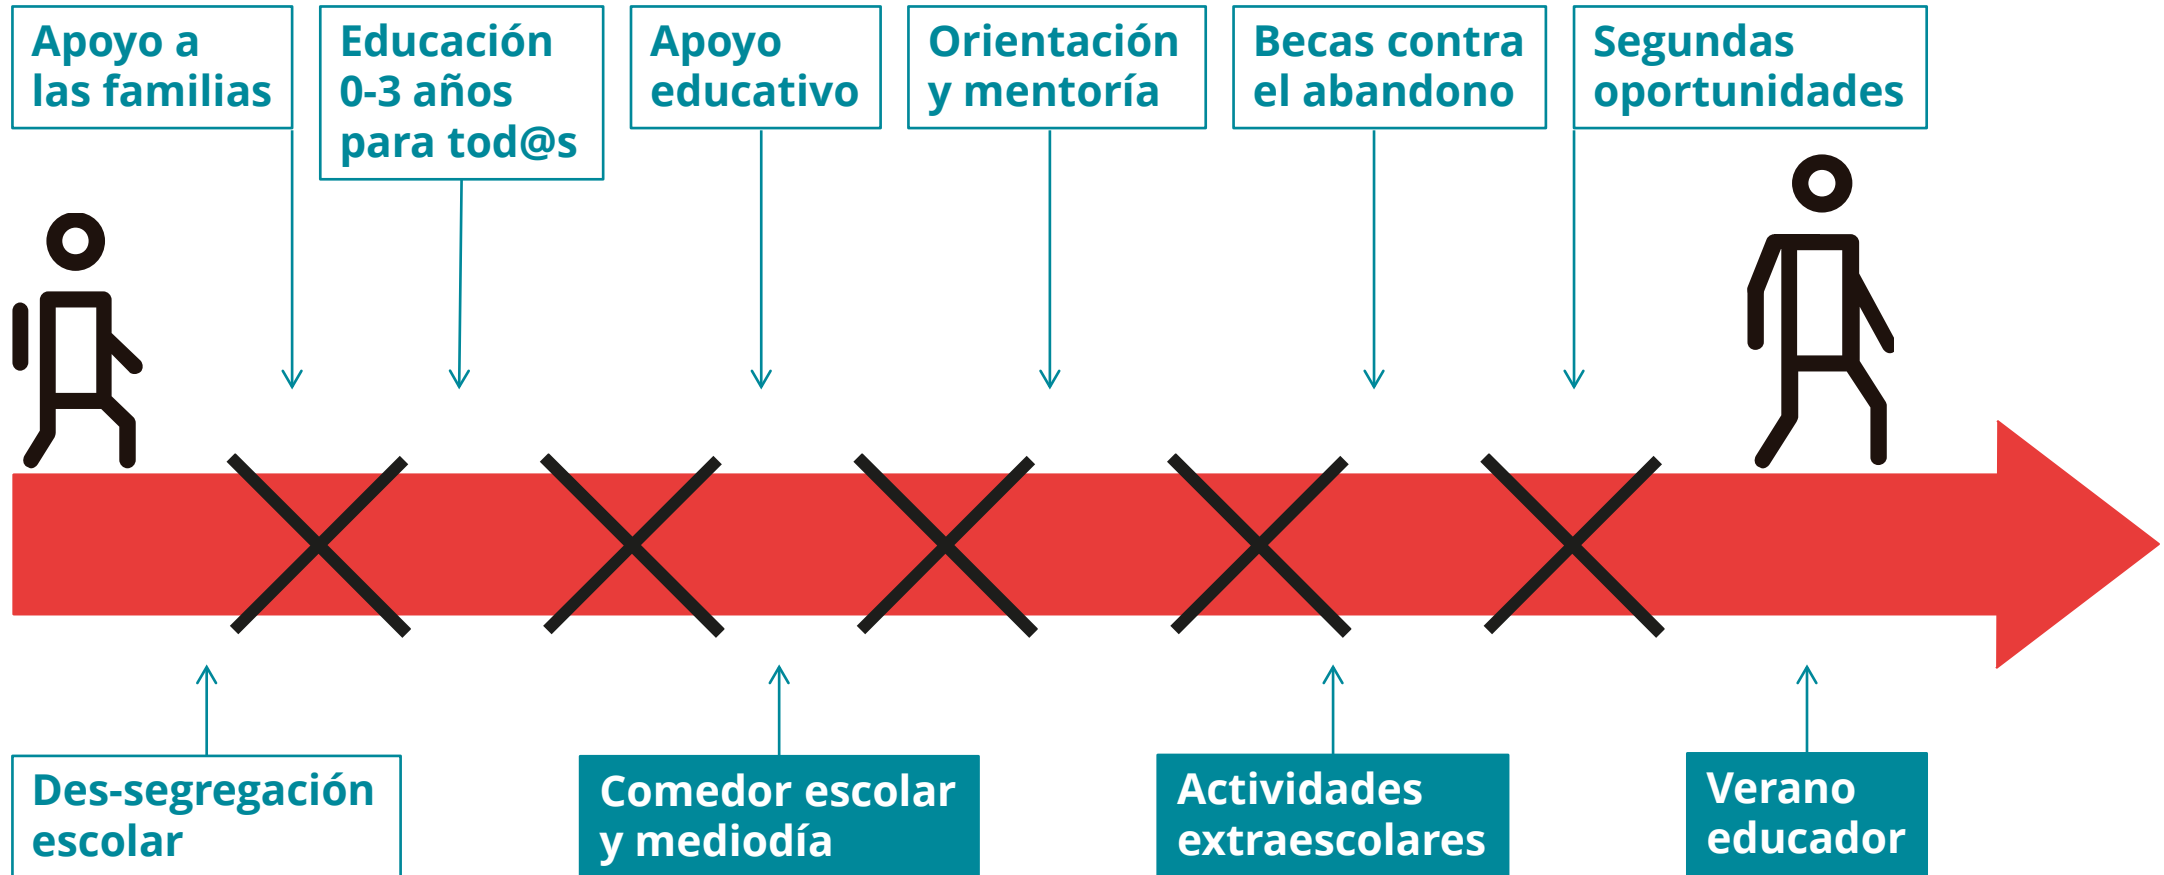 Apoyo a
las familias
Educación
0-3 años
para tod@s
Apoyo
educativo
Orientación
y mentoría
Becas contra
el abandono
Segundas
oportunidades
Des-segregación
escolar
Comedor escolar
y mediodía
Actividades
extraescolares
Verano
educador